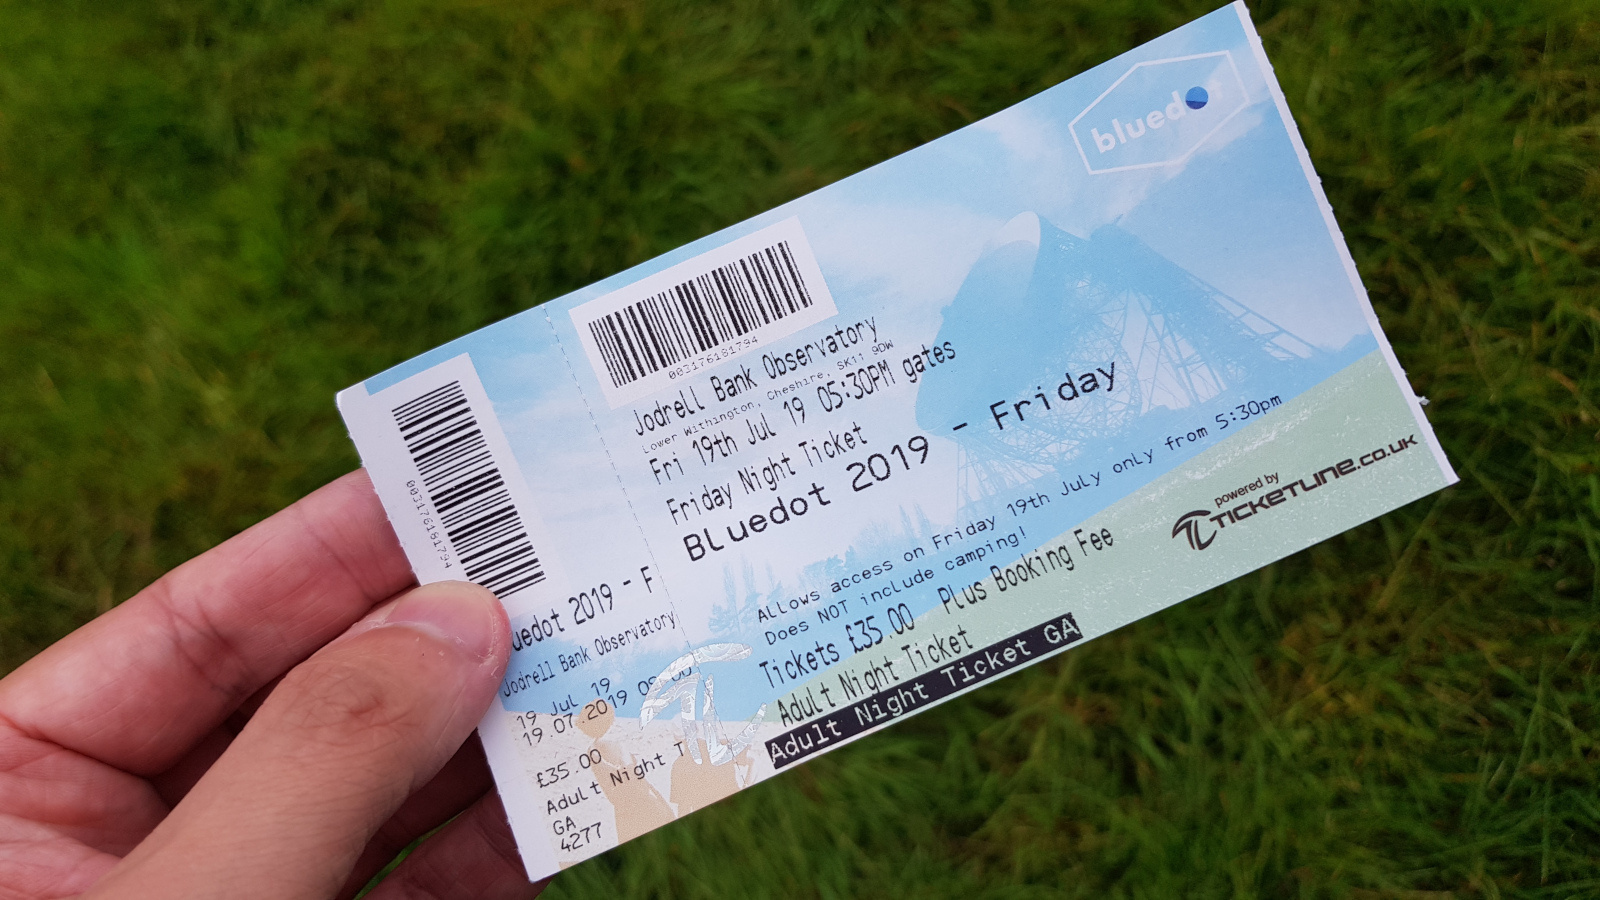 bluedot
003176181794
Jodrell Bank Observatory
Lower Withington, Cheshire, SK11 9DW
Fri 19th Jul 19 05:30PM gates
Friday Night Ticket
Bluedot 2019 - Friday
Allows access on Friday 19th July only from 5:30pm
Does NOT include camping!
Tickets £35.00 Plus Booking Fee
Adult Night Ticket
Adult Night Ticket GA
powered by
TICKETLINE.co.uk
003176181794
uedot 2019 - F
Jodrell Bank Observatory
19 Jul 19
19.07.2019
£35.00
Adult Night T
GA
4277
TL